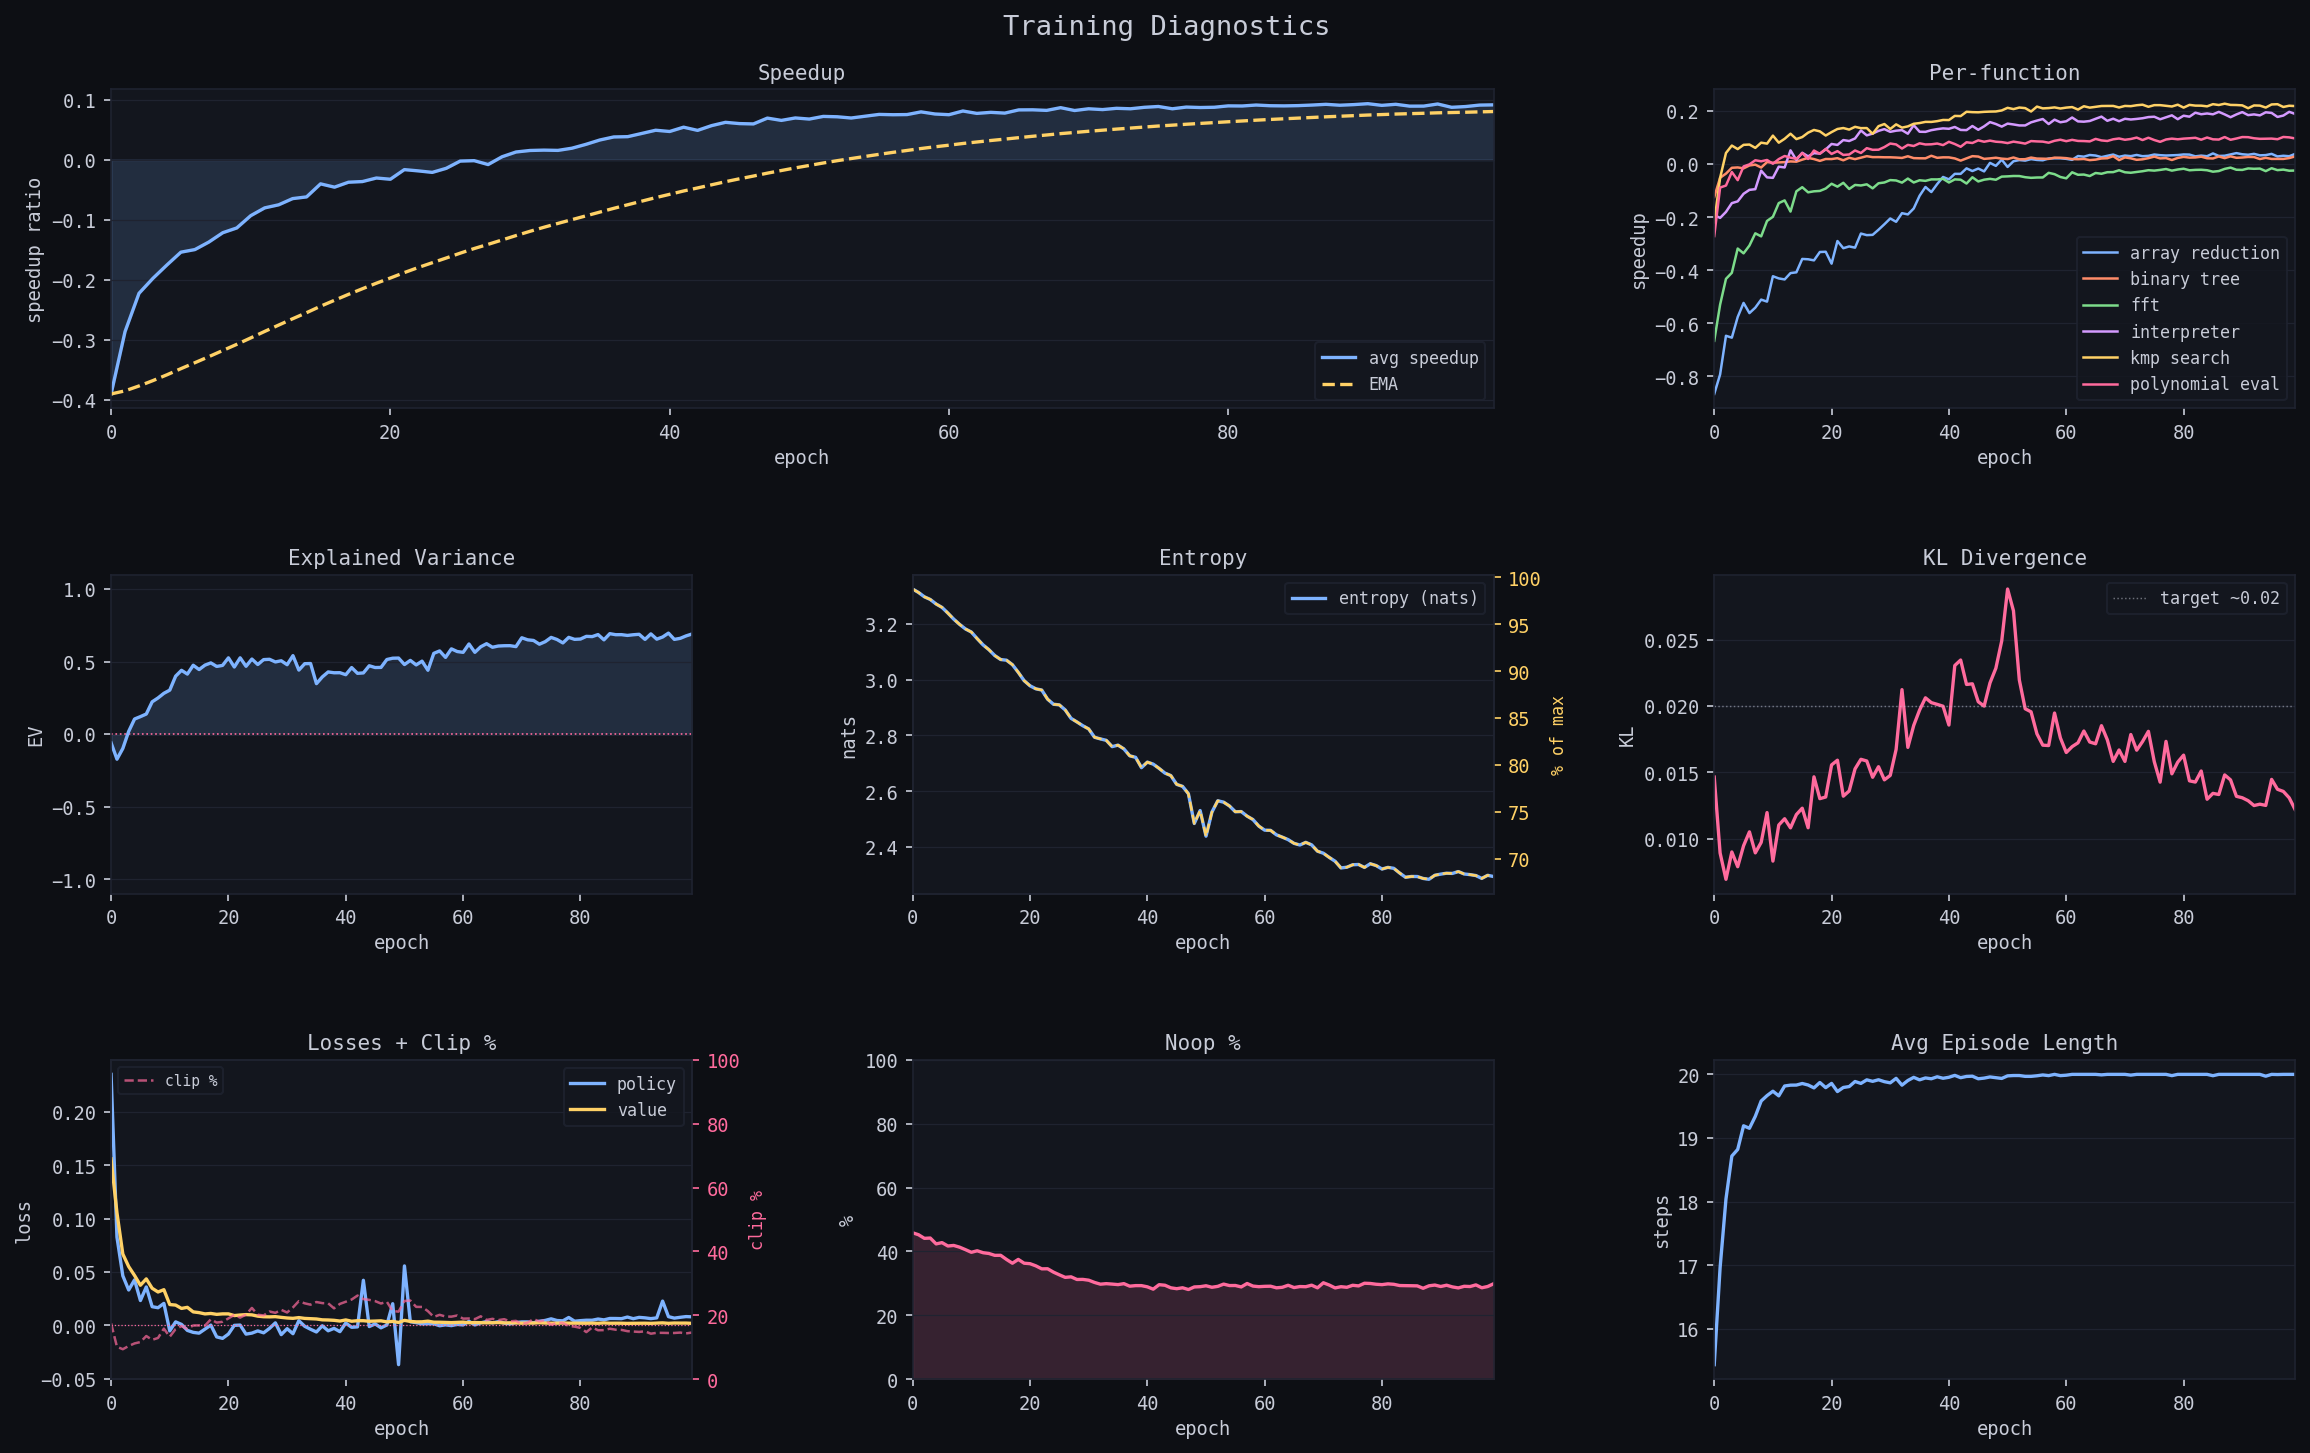 Training Diagnostics
Speedup
0.1
0.0
−0.1
−0.2
−0.3
−0.4
speedup ratio
0
20
40
60
80
epoch
avg speedup
EMA
Per-function
0.2
0.0
−0.2
−0.4
−0.6
−0.8
speedup
0
20
40
60
80
epoch
array reduction
binary tree
fft
interpreter
kmp search
polynomial eval
Explained Variance
1.0
0.5
0.0
−0.5
−1.0
EV
0
20
40
60
80
epoch
Entropy
3.2
3.0
2.8
2.6
2.4
nats
entropy (nats)
100
95
90
85
80
75
70
% of max
0
20
40
60
80
epoch
KL Divergence
0.025
0.020
0.015
0.010
KL
target ~0.02
0
20
40
60
80
epoch
Losses + Clip %
0.20
0.15
0.10
0.05
0.00
−0.05
loss
clip %
policy
value
100
80
60
40
20
0
clip %
0
20
40
60
80
epoch
Noop %
100
80
60
40
20
0
%
0
20
40
60
80
epoch
Avg Episode Length
20
19
18
17
16
steps
0
20
40
60
80
epoch